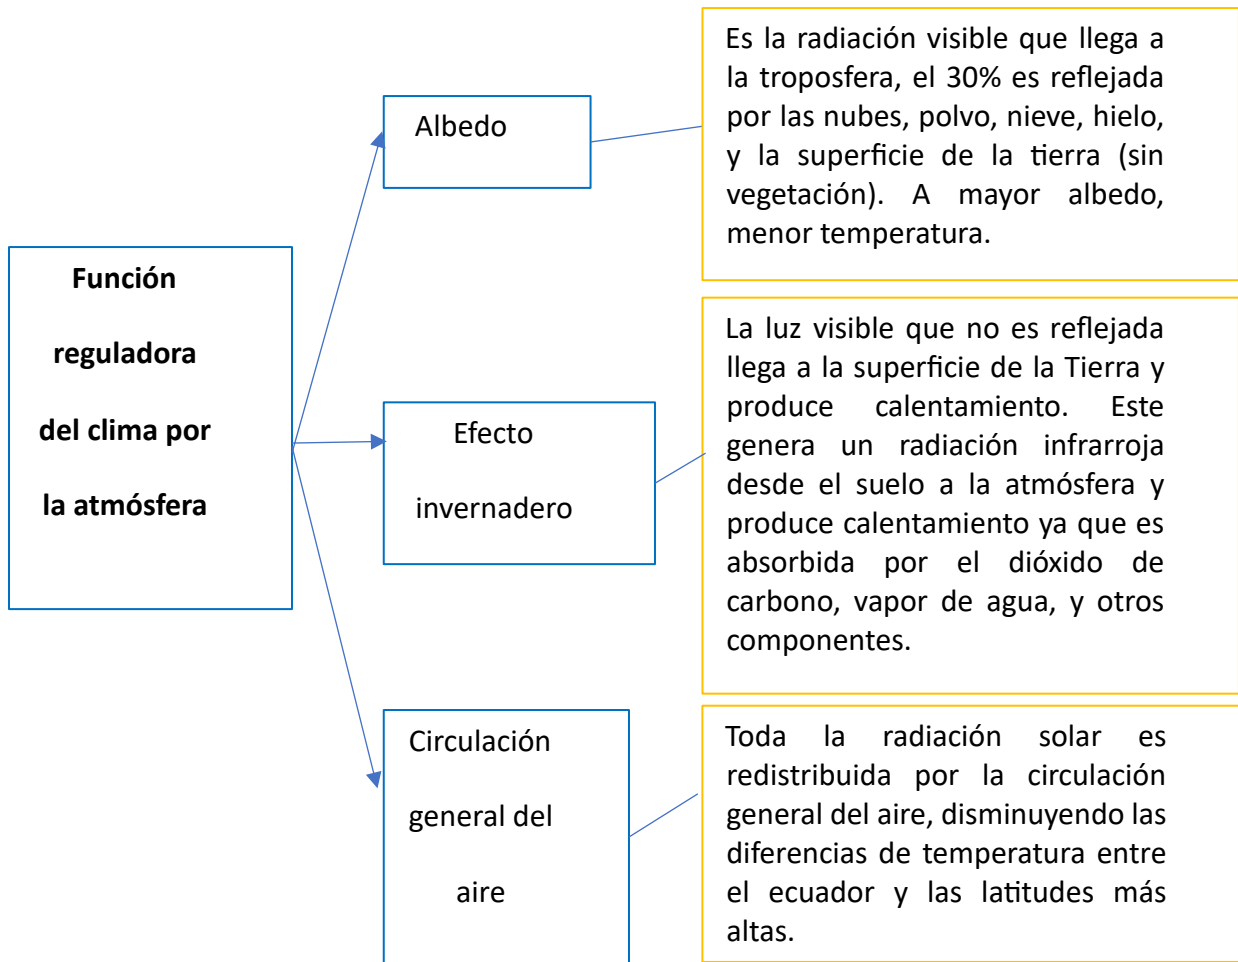 Función
reguladora
del clima por
la atmósfera
Albedo
Es la radiación visible que llega a
la troposfera, el 30% es reflejada
por las nubes, polvo, nieve, hielo,
y la superficie de la tierra (sin
vegetación). A mayor albedo,
menor temperatura.
Efecto
invernadero
La luz visible que no es reflejada
llega a la superficie de la Tierra y
produce calentamiento. Este
genera un radiación infrarroja
desde el suelo a la atmósfera y
produce calentamiento ya que es
absorbida por el dióxido de
carbono, vapor de agua, y otros
componentes.
Circulación
general del
aire
Toda la radiación solar es
redistribuida por la circulación
general del aire, disminuyendo las
diferencias de temperatura entre
el ecuador y las latitudes más
altas.